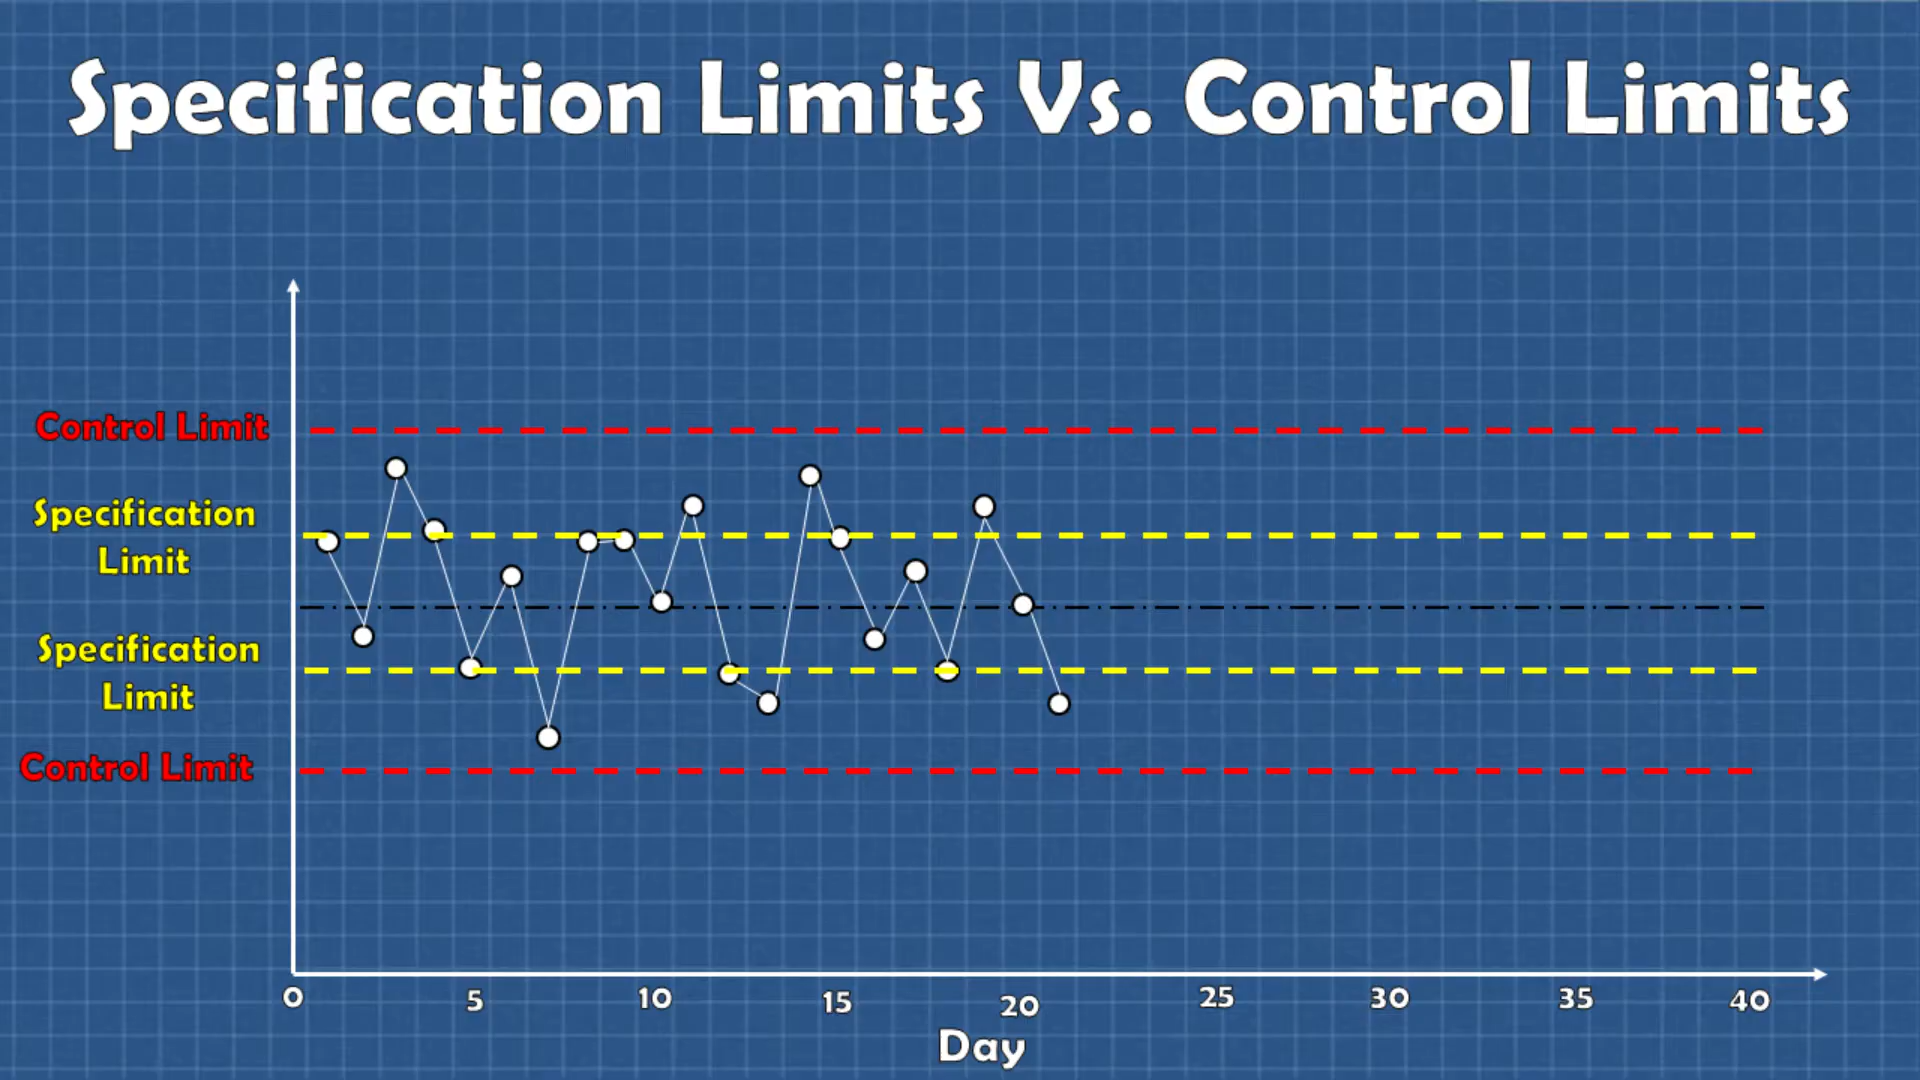 Specification Limits Vs. Control Limits
Control Limit
Specification
Limit
Specification
Limit
Control Limit
0 5 10 15 20 25 30 35 40
Day